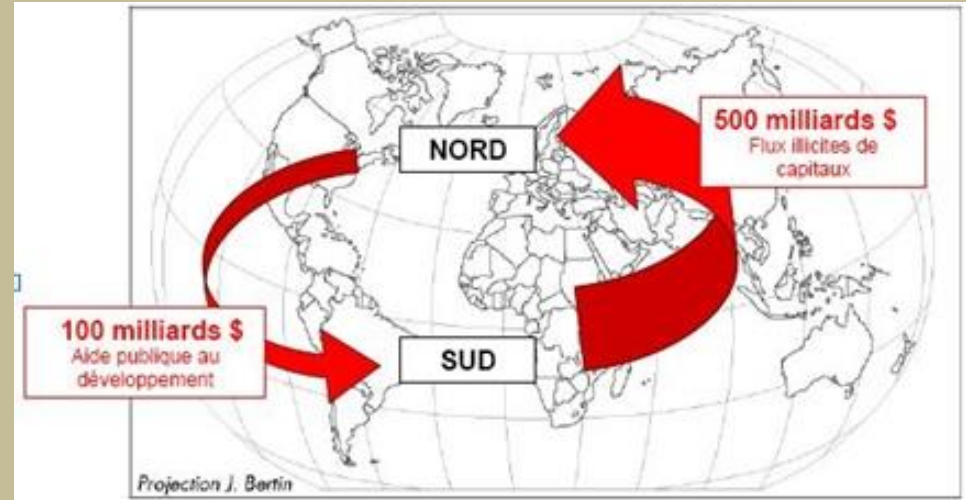 NORD
500 milliards $
Flux illicites de
capitaux
100 milliards $
Aide publique au
développement
SUD
Projection J. Bertin